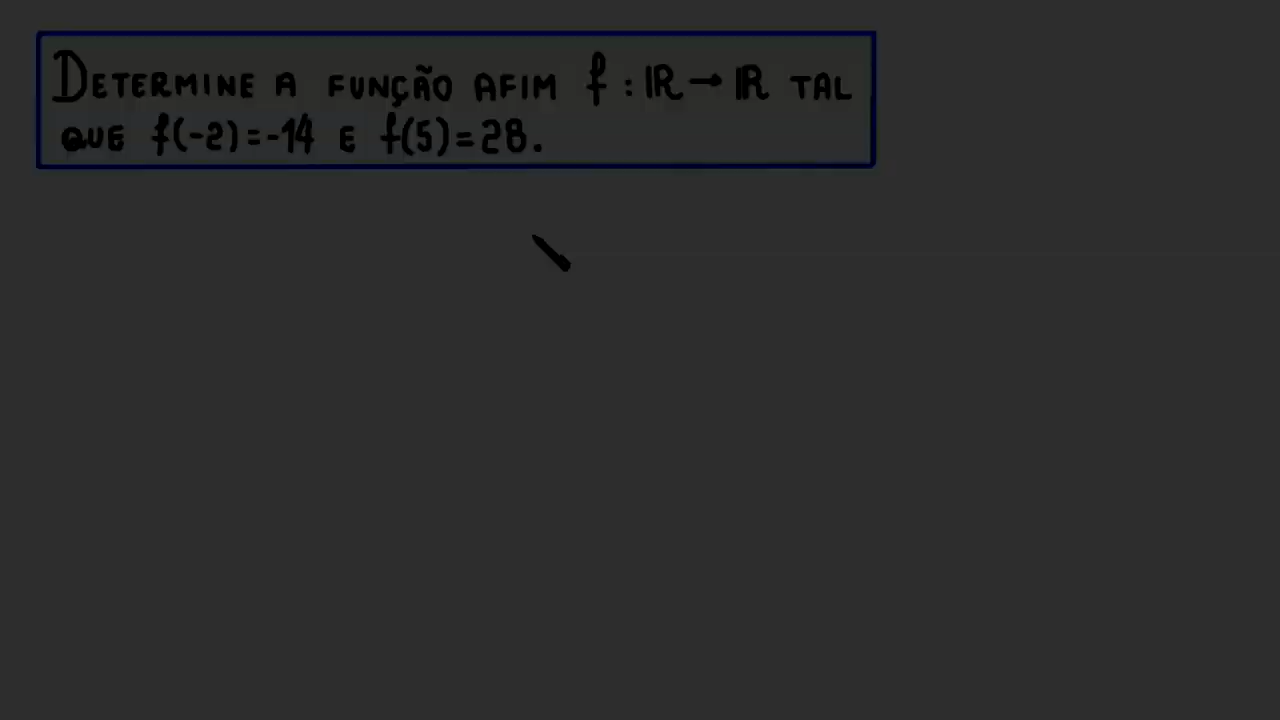 DETERMINE A FUNÇÃO AFIM f : ℝ → ℝ TAL
QUE f(-2)=-14 E f(5)=28.